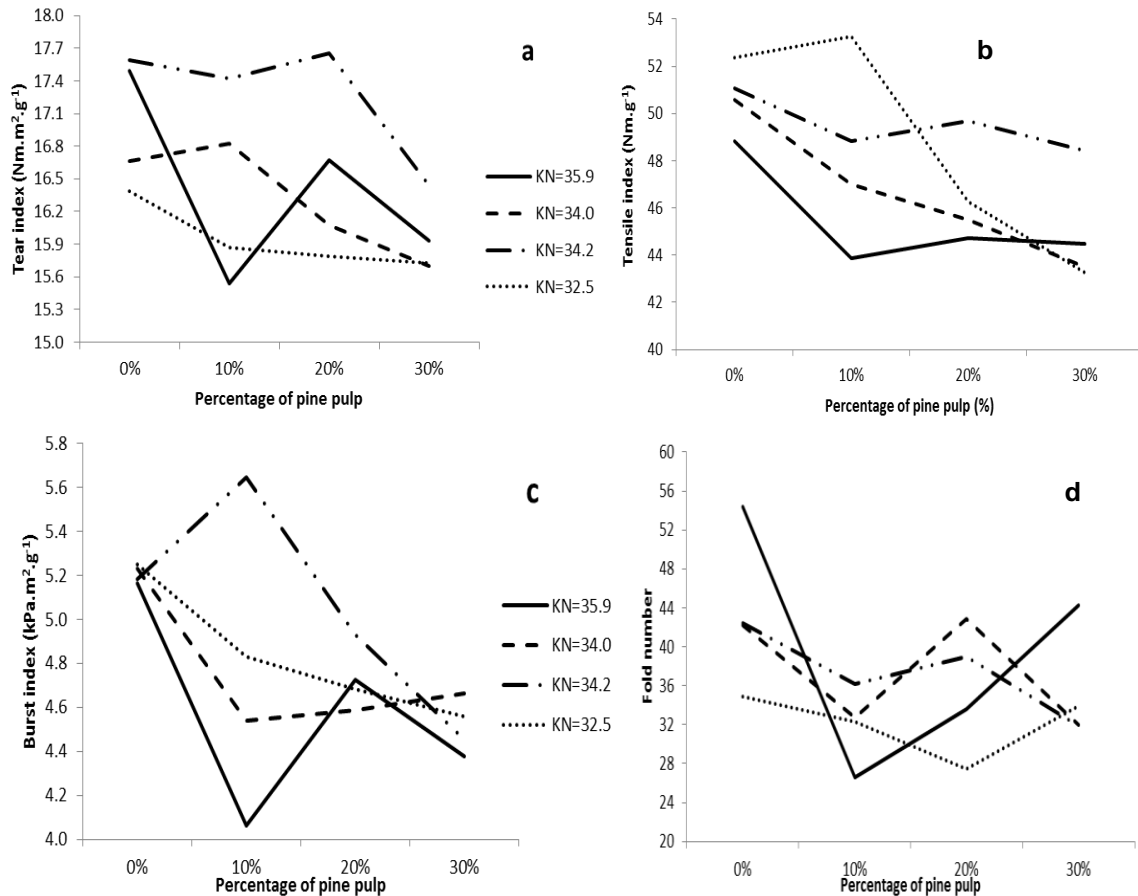 18.0
17.7
17.4
17.1
16.8
16.5
16.2
15.9
15.6
15.3
15.0
Tear index (Nm.m².g⁻¹)
a
0% 10% 20% 30%
Percentage of pine pulp
KN=35.9
KN=34.0
KN=34.2
KN=32.5
54
52
50
48
46
44
42
40
Tensile index (Nm.g⁻¹)
b
0% 10% 20% 30%
Percentage of pine pulp (%)
5.8
5.6
5.4
5.2
5.0
4.8
4.6
4.4
4.2
4.0
Burst index (kPa.m².g⁻¹)
c
0% 10% 20% 30%
Percentage of pine pulp
KN=35.9
KN=34.0
KN=34.2
KN=32.5
60
56
52
48
44
40
36
32
28
24
20
Fold number
d
0% 10% 20% 30%
Percentage of pine pulp